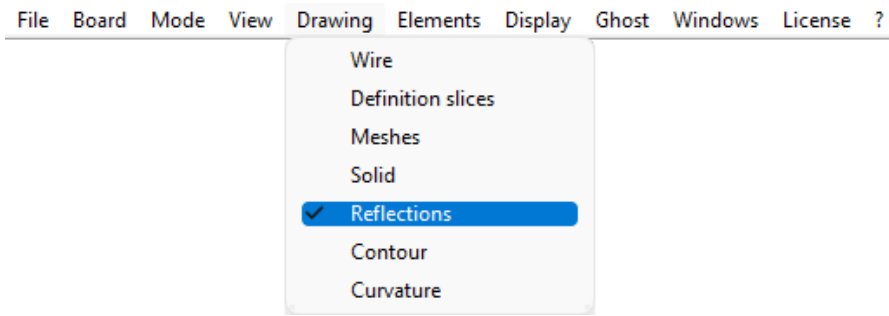 File Board Mode View Drawing Elements Display Ghost Windows License ?
Wire
Definition slices
Meshes
Solid
Reflections
Contour
Curvature